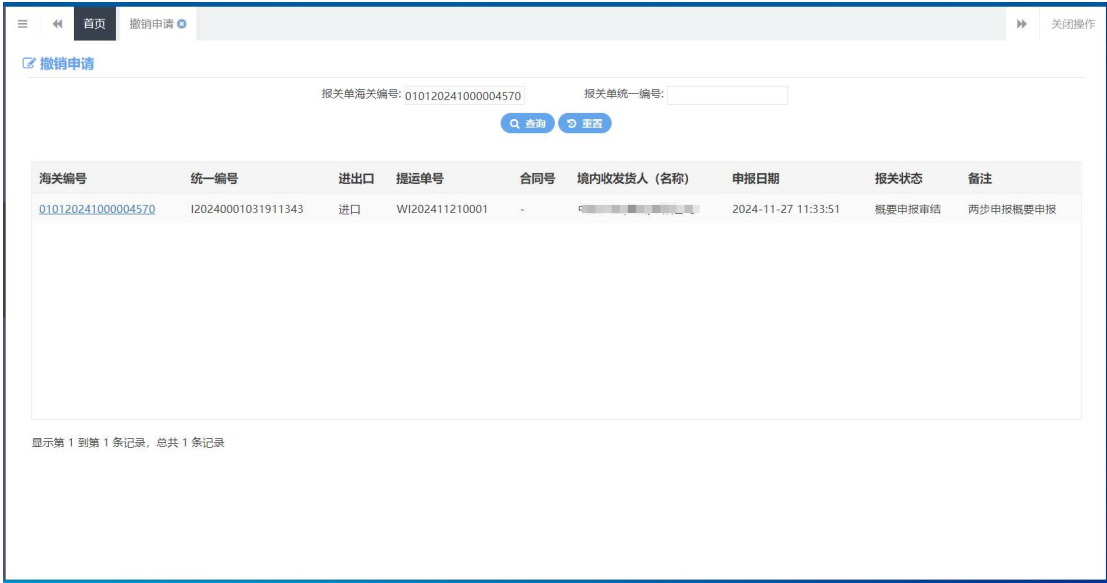 首页 撤销申请 关闭操作
撤销申请
报关单海关编号: 010120241000004570 报关单统一编号:
查询 重置
海关编号 统一编号 进出口 提运单号 合同号 境内收发货人（名称） 申报日期 报关状态 备注
010120241000004570 I20240001031911343 进口 WI202411210001 - 2024-11-27 11:33:51 概要申报审结 两步申报概要申报
显示第 1 到第 1 条记录，总共 1 条记录